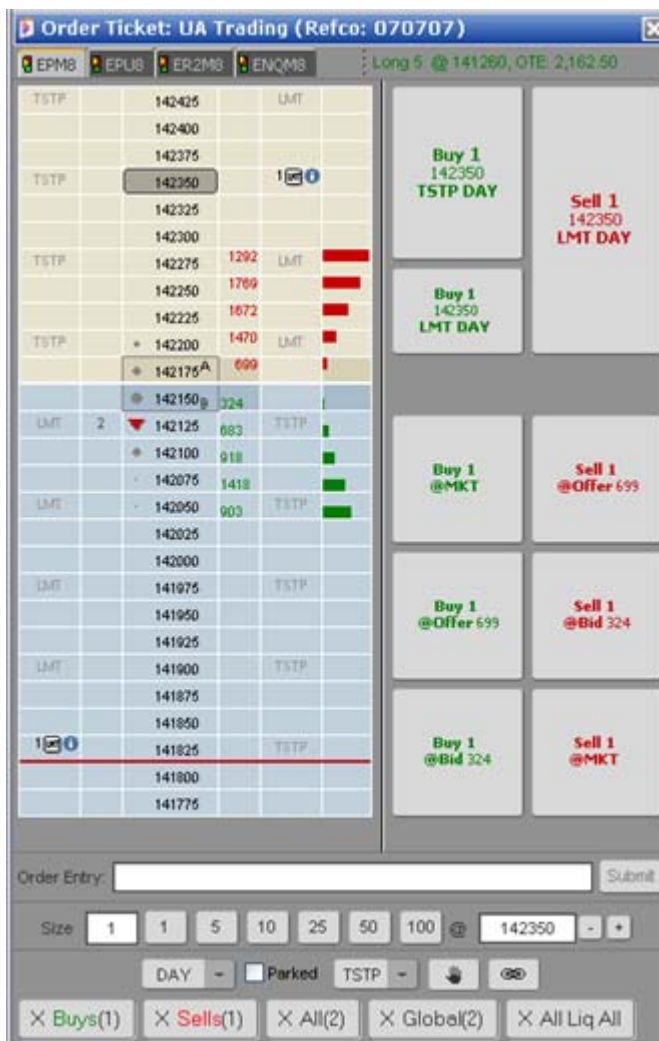 Order Ticket: UA Trading (Refco: 070707)
EPM8 EPU8 ER2M8 ENQM8 Long 5 @ 141260, OTE: 2,162.50
TSTP 142425 LMT
142400
142375
TSTP 142350 1
142325
142300
TSTP 142275 1292 LMT
142250 1769
142225 1672
TSTP 142200 1470 LMT
142175 A 699
142150 B 324
LMT 2 142125 683 TSTP
142100 918
142075 1418
LMT 142050 903 TSTP
142025
142000
LMT 141975 TSTP
141950
141925
LMT 141900 TSTP
141875
141850
1 141825 TSTP
141800
141775
Buy 1
142350
TSTP DAY
Sell 1
142350
LMT DAY
Buy 1
142350
LMT DAY
Buy 1
@MKT
Sell 1
@Offer 699
Buy 1
@Offer 699
Sell 1
@Bid 324
Buy 1
@Bid 324
Sell 1
@MKT
Order Entry: Submit
Size 1 1 5 10 25 50 100 @ 142350 - +
DAY Parked TSTP
X Buys(1) X Sells(1) X All(2) X Global(2) X All Liq All